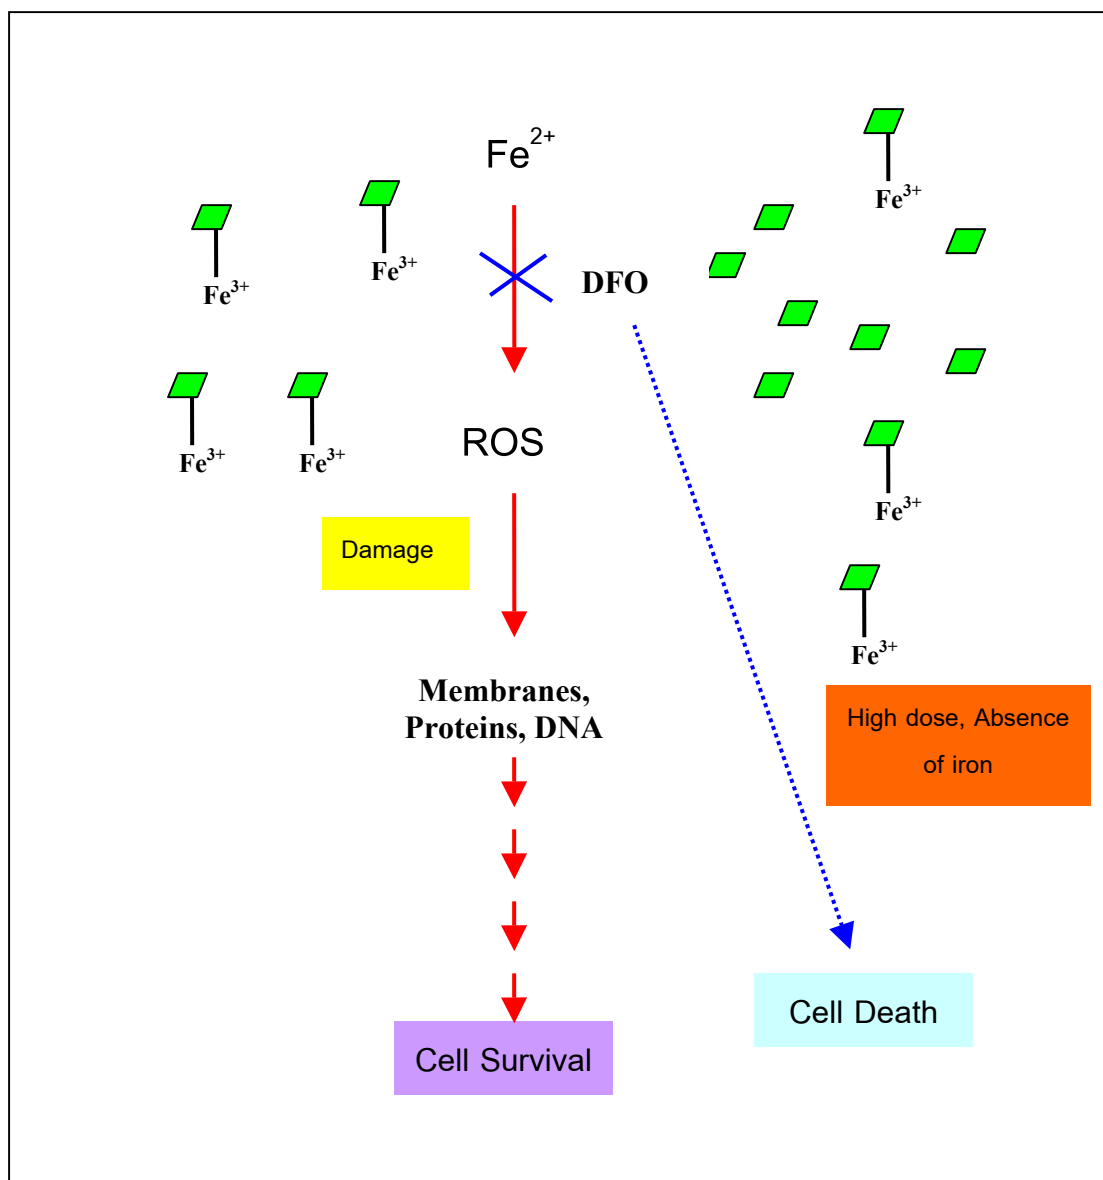 Fe²⁺
Fe³⁺
Fe³⁺
Fe³⁺
DFO
Fe³⁺
Fe³⁺
ROS
Fe³⁺
Damage
Fe³⁺
Membranes,
Proteins, DNA
High dose, Absence
of iron
Cell Death
Cell Survival